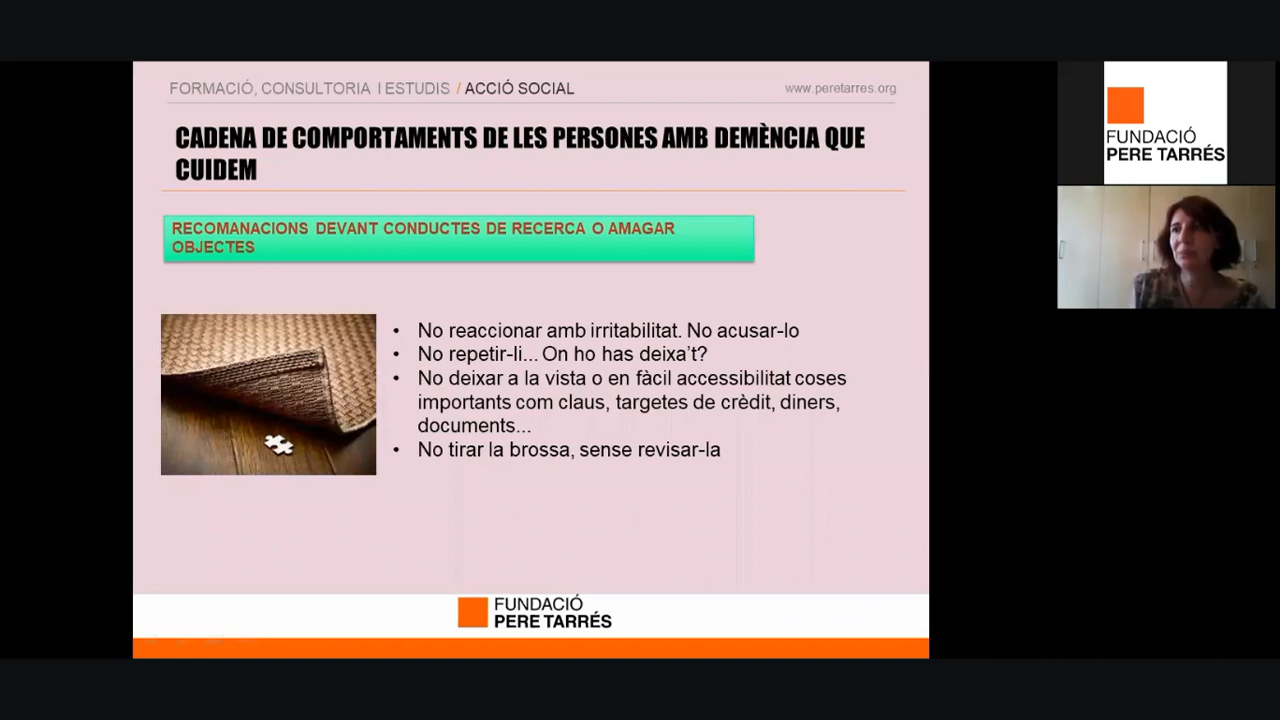 FORMACIÓ, CONSULTORIA I ESTUDIS / ACCIÓ SOCIAL
www.peretarres.org
CADENA DE COMPORTAMENTS DE LES PERSONES AMB DEMÈNCIA QUE
CUIDEM
RECOMANACIONS DEVANT CONDUCTES DE RECERCA O AMAGAR
OBJECTES
• No reaccionar amb irritabilitat. No acusar-lo
• No repetir-li... On ho has deixa't?
• No deixar a la vista o en fàcil accessibilitat coses
importants com claus, targetes de crèdit, diners,
documents...
• No tirar la brossa, sense revisar-la
FUNDACIÓ
PERE TARRÉS
FUNDACIÓ
PERE TARRÉS